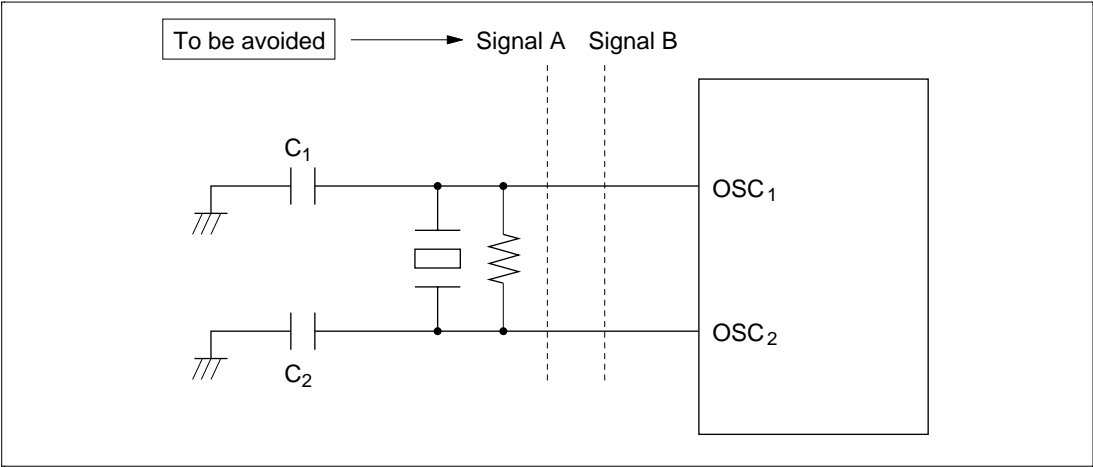 To be avoided
Signal A
Signal B
C1
OSC1
OSC2
C2